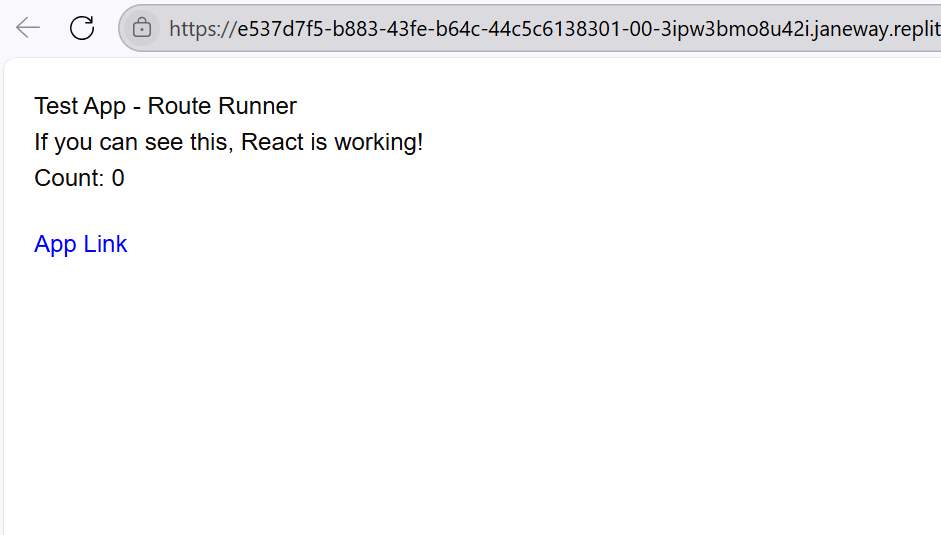 https://e537d7f5-b883-43fe-b64c-44c5c6138301-00-3ipw3bmo8u42i.janeway.replit
Test App - Route Runner
If you can see this, React is working!
Count: 0
App Link